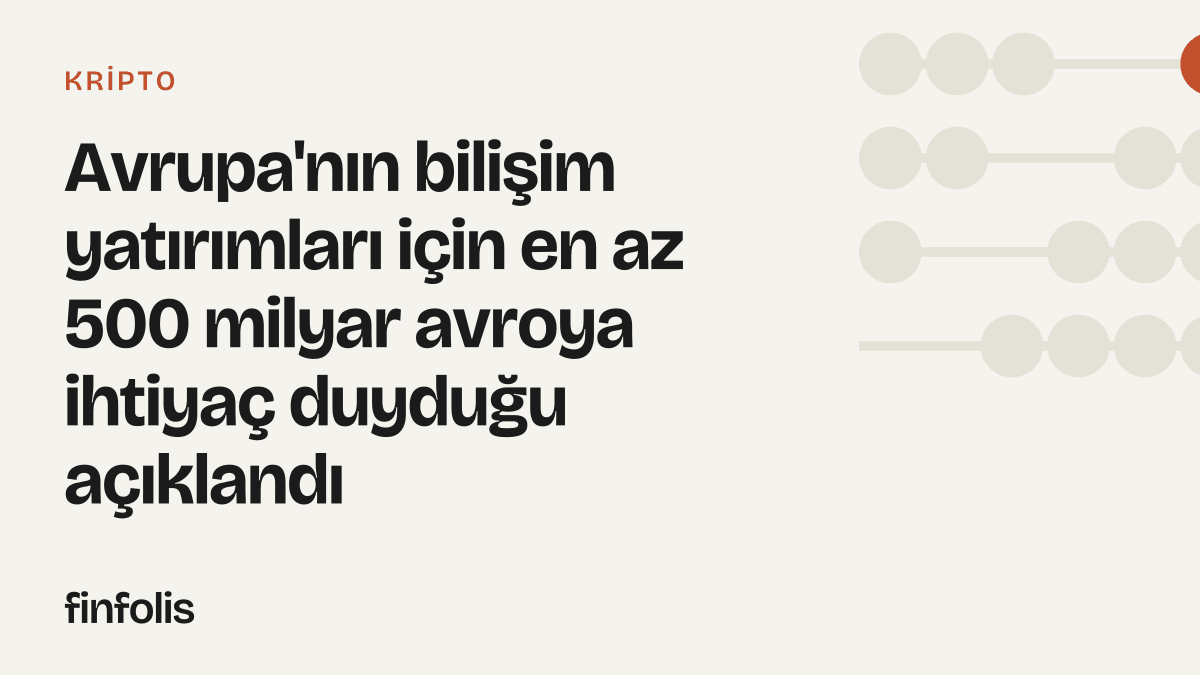 KRİPTO
Avrupa'nın bilişim
yatırımları için en az
500 milyar avroya
ihtiyaç duyduğu
açıklandı
finfolis